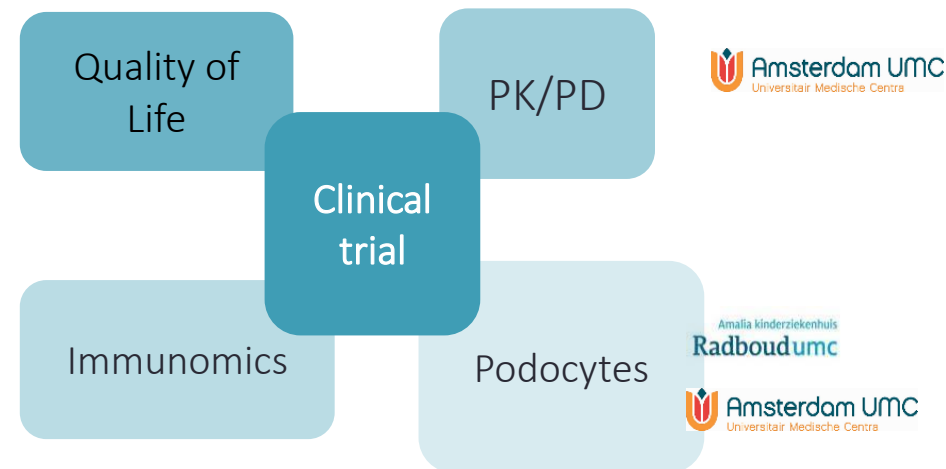 Quality of
Life
PK/PD
Amsterdam UMC
Universitair Medische Centra
Clinical
trial
Immunomics
Podocytes
Amalia kinderziekenhuis
Radboudumc
Amsterdam UMC
Universitair Medische Centra